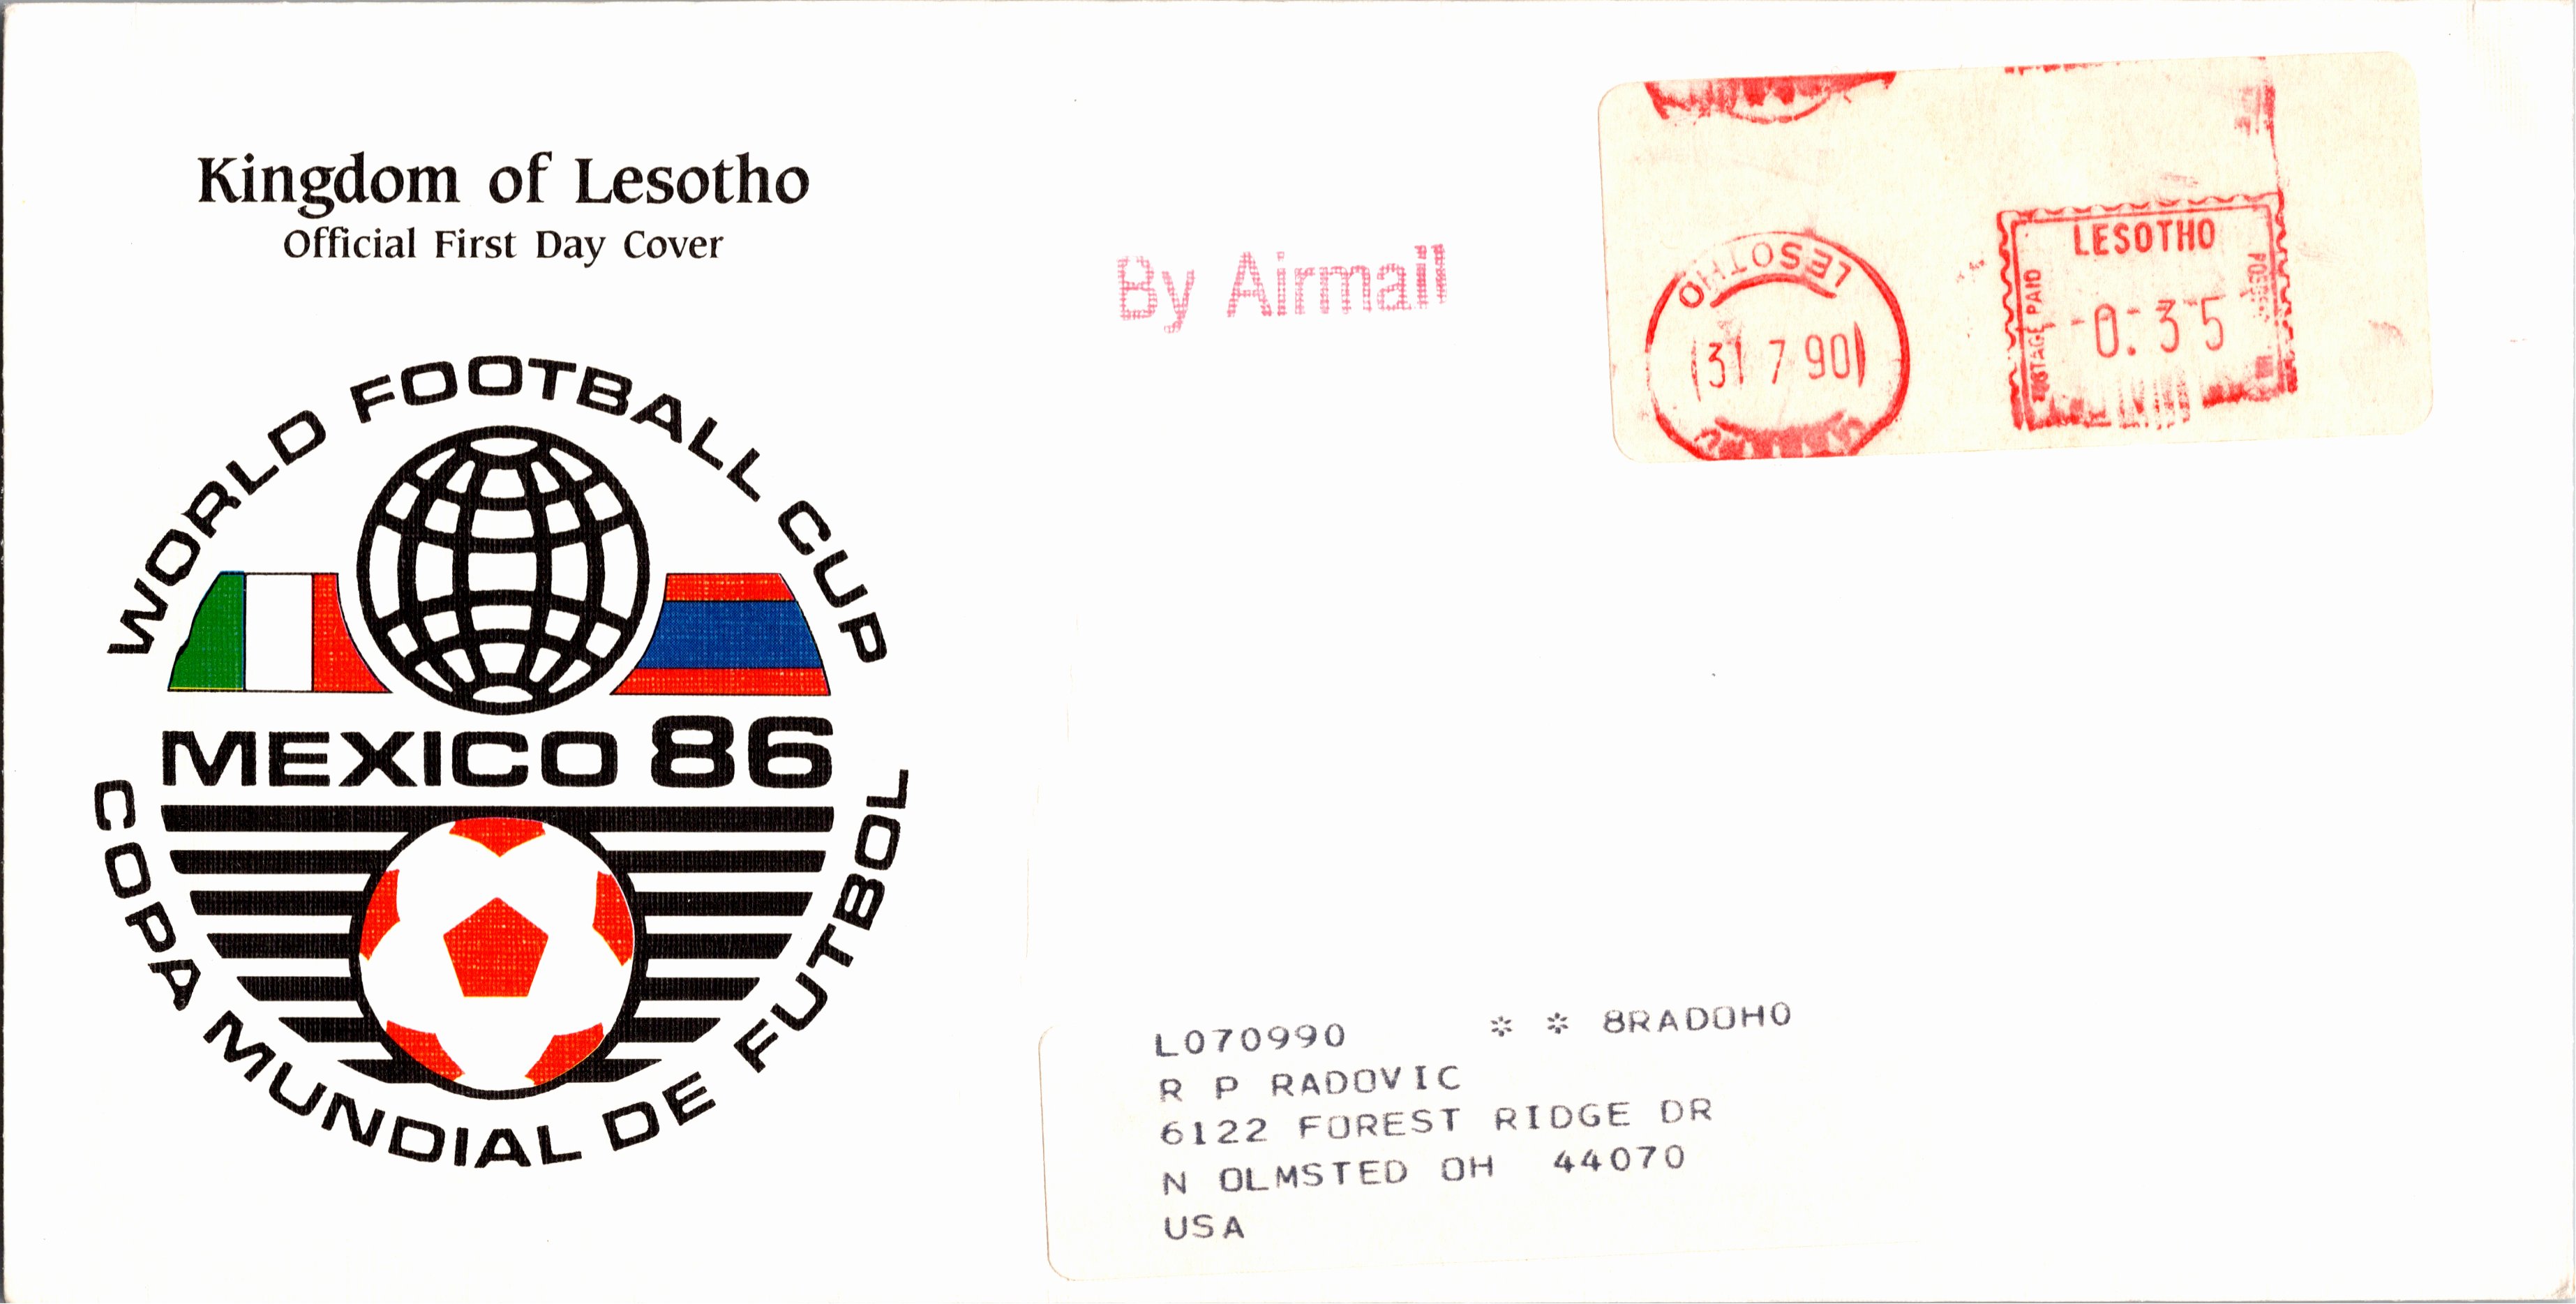 Kingdom of Lesotho
Official First Day Cover
WORLD FOOTBALL CUP
MEXICO 86
COPA MUNDIAL DE FUTBOL
By Airmail
LESOTHO
31 7 90
LESOTHO
PAID
0.35
L070990 * * 8RADOHO
R P RADOVIC
6122 FOREST RIDGE DR
N OLMSTED OH 44070
USA